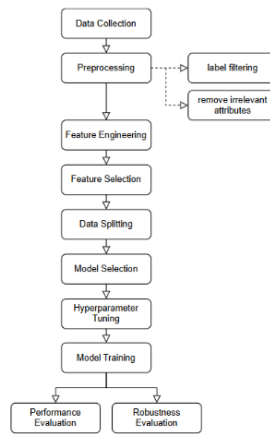 Data Collection
Preprocessing
label filtering
remove irrelevant
attributes
Feature Engineering
Feature Selection
Data Splitting
Model Selection
Hyperparameter
Tuning
Model Training
Performance
Evaluation
Robustness
Evaluation